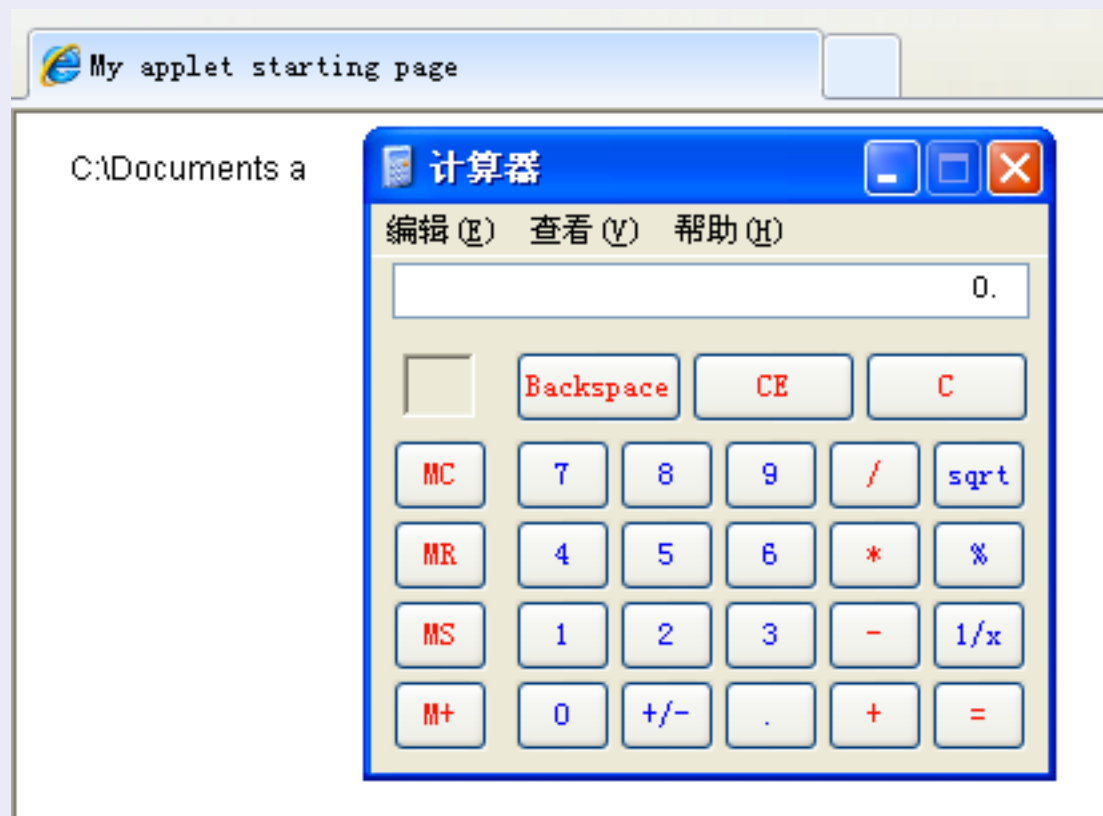 My applet starting page
C:\Documents a
计算器
编辑(E) 查看(V) 帮助(H)
0.
Backspace CE C
MC 7 8 9 / sqrt
MR 4 5 6 * %
MS 1 2 3 - 1/x
M+ 0 +/- . + =